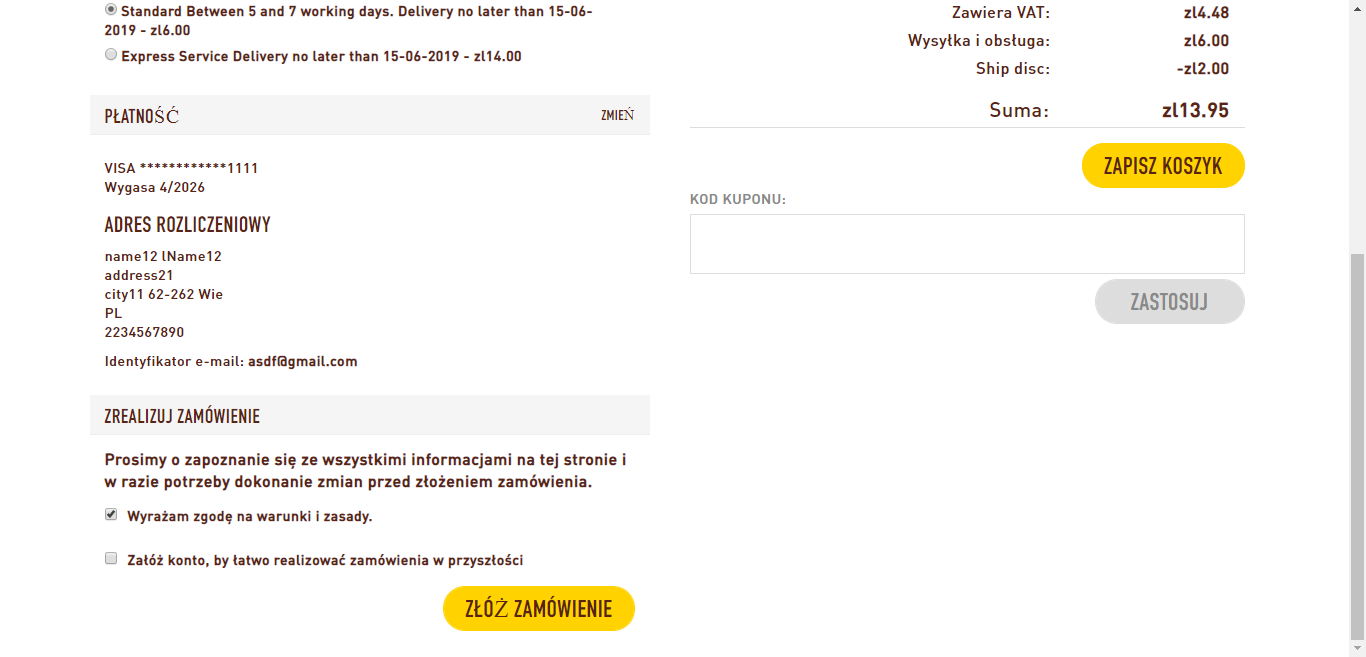 Standard Between 5 and 7 working days. Delivery no later than 15-06-
2019 - zl6.00
Express Service Delivery no later than 15-06-2019 - zl14.00
PŁATNOŚĆ
ZMIEŃ
VISA ************1111
Wygasa 4/2026
ADRES ROZLICZENIOWY
name12 lName12
address21
city11 62-262 Wie
PL
2234567890
Identyfikator e-mail: asdf@gmail.com
ZREALIZUJ ZAMÓWIENIE
Prosimy o zapoznanie się ze wszystkimi informacjami na tej stronie i
w razie potrzeby dokonanie zmian przed złożeniem zamówienia.
Wyrażam zgodę na warunki i zasady.
Załóż konto, by łatwo realizować zamówienia w przyszłości
ZŁÓŻ ZAMÓWIENIE
Zawiera VAT: zl4.48
Wysyłka i obsługa: zl6.00
Ship disc: -zl2.00
Suma: zl13.95
ZAPISZ KOSZYK
KOD KUPONU:
ZASTOSUJ